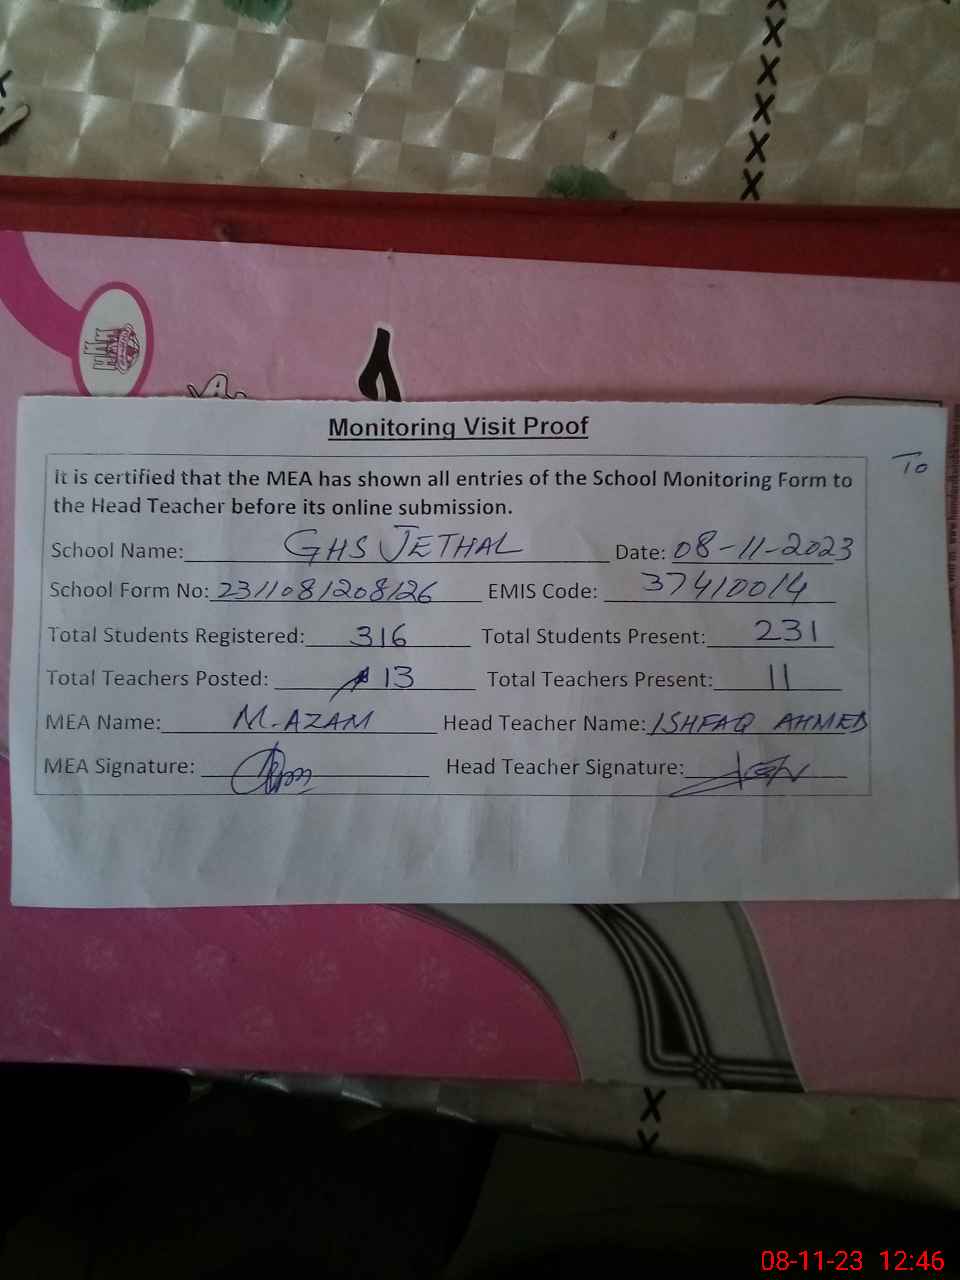 Monitoring Visit Proof
It is certified that the MEA has shown all entries of the School Monitoring Form to
the Head Teacher before its online submission.
To
School Name: GHS JETHAL Date: 08-11-2023
School Form No: 2311081208126 EMIS Code: 37410014
Total Students Registered: 316 Total Students Present: 231
Total Teachers Posted: 13 Total Teachers Present: 11
MEA Name: M. AZAM Head Teacher Name: ISHFAQ AHMED
MEA Signature: Head Teacher Signature:
X
X
X
X
X
X
X
08-11-23 12:46